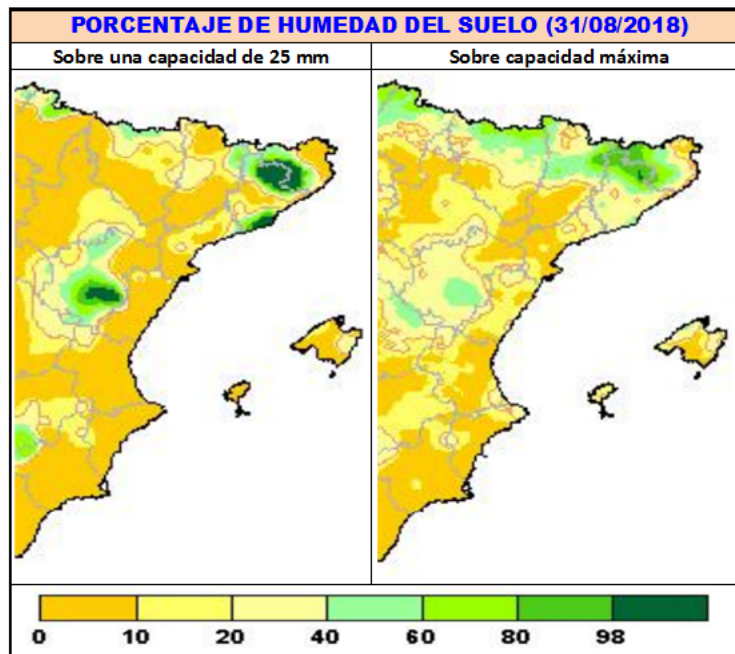 PORCENTAJE DE HUMEDAD DEL SUELO (31/08/2018)
Sobre una capacidad de 25 mm
Sobre capacidad máxima
0 10 20 40 60 80 98